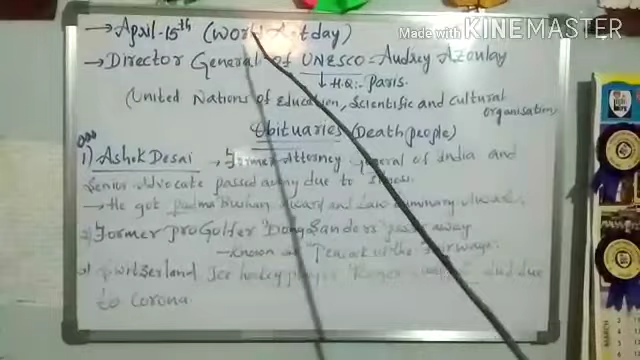 Made with KINEMASTER
→ April-15th (World Art day)
→ Director General of UNESCO = Audrey Azoulay
↓ H.Q:- Paris.
(United Nations of Education, Scientific and Cultural
organisation)
Obituaries (Death people)
1) Ashok Desai → Former Attorney general of India and
Senior Advocate passed away due to Illness.
→ He got padma Bushan award and Law luminary
2) Former pro Golfer "Doug Sanders" pass away
→ Known as "Peacock of the fairways"
3) Switzerland Ice hockey player "Roger died due
to corona
MARCH